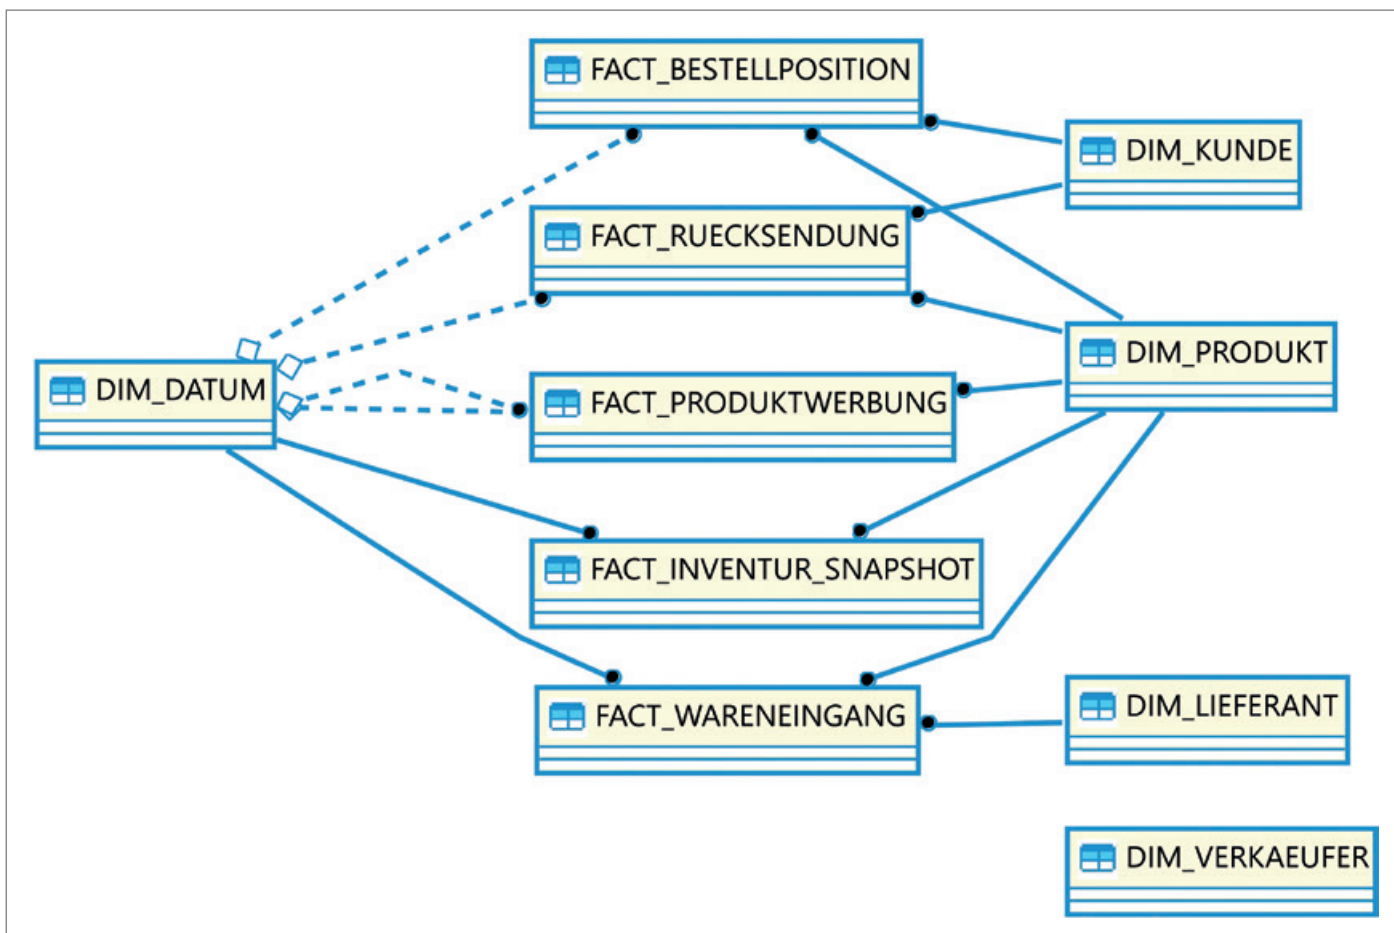 FACT_BESTELLPOSITION
DIM_KUNDE
FACT_RUECKSENDUNG
DIM_PRODUKT
DIM_DATUM
FACT_PRODUKTWERBUNG
FACT_INVENTUR_SNAPSHOT
FACT_WARENEINGANG
DIM_LIEFERANT
DIM_VERKAEUFER